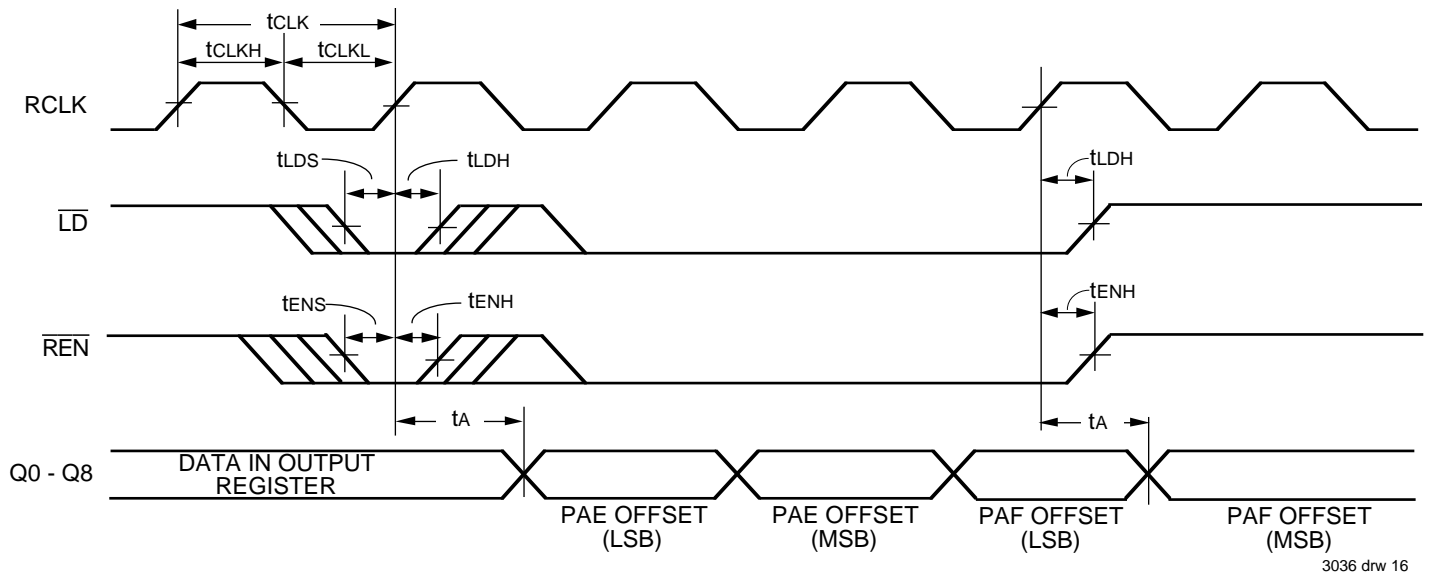 tCLK
tCLKH
tCLKL
RCLK
tLDS
tLDH
tLDH
LD
tENS
tENH
tENH
REN
tA
tA
Q0 - Q8
DATA IN OUTPUT
REGISTER
PAE OFFSET
(LSB)
PAE OFFSET
(MSB)
PAF OFFSET
(LSB)
PAF OFFSET
(MSB)
3036 drw 16